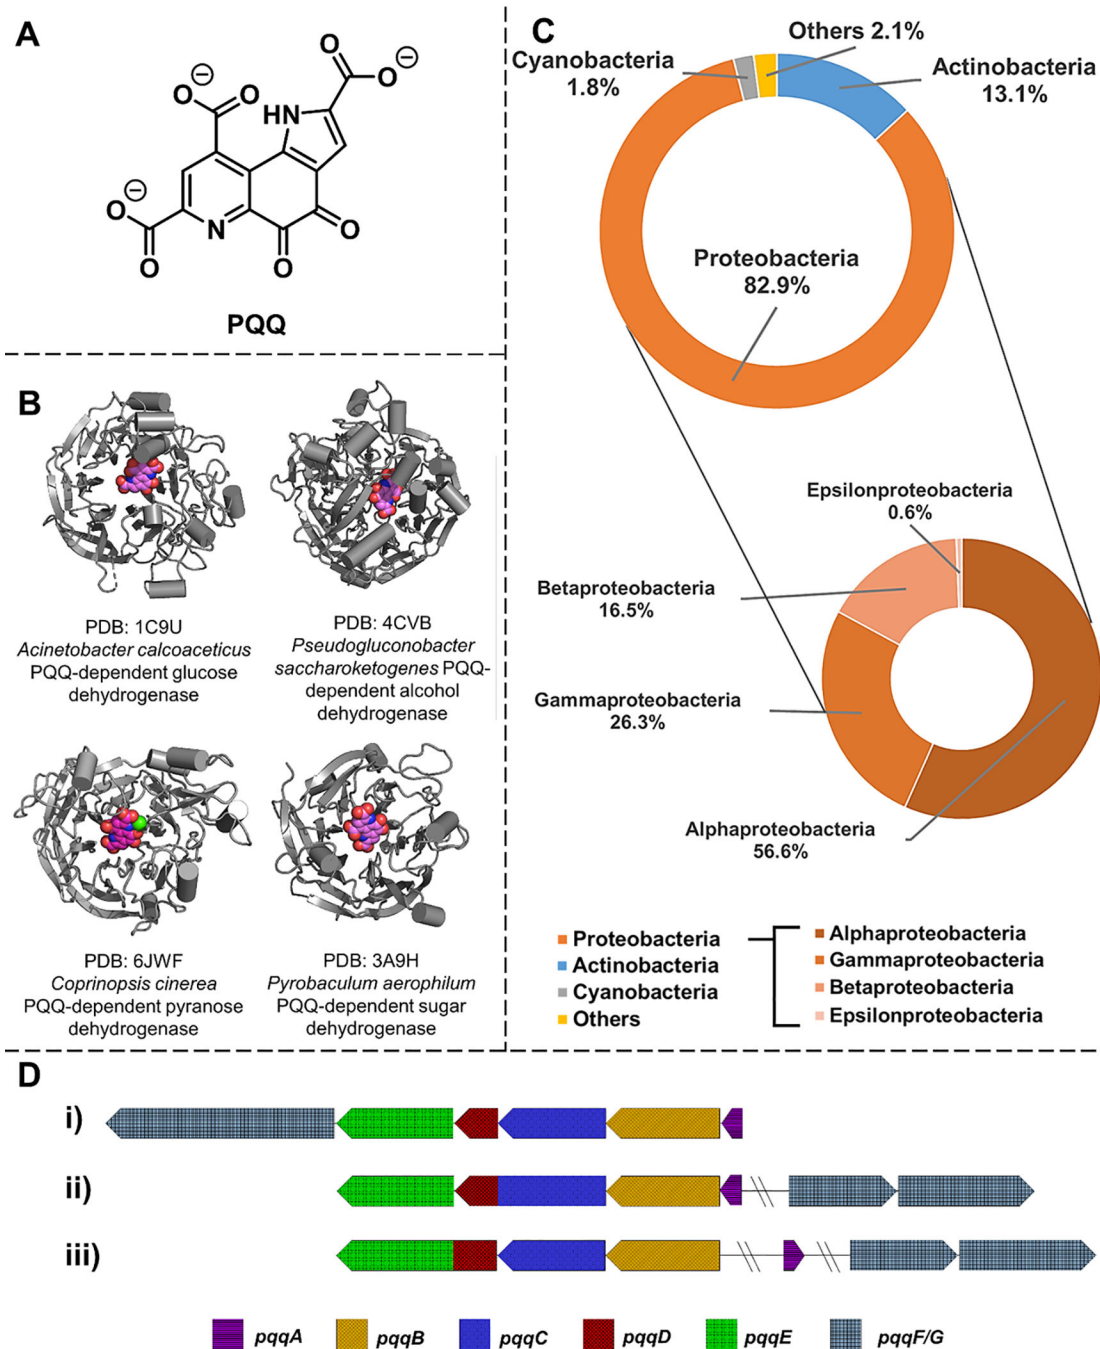 A
O
O
O
O
O
HN
O
N
O
O
PQQ
B
PDB: 1C9U
Acinetobacter calcoaceticus
PQQ-dependent glucose
dehydrogenase
PDB: 4CVB
Pseudogluconobacter
saccharoketogenes PQQ-
dependent alcohol
dehydrogenase
PDB: 6JWF
Coprinopsis cinerea
PQQ-dependent pyranose
dehydrogenase
PDB: 3A9H
Pyrobaculum aerophilum
PQQ-dependent sugar
dehydrogenase
C
Others 2.1%
Cyanobacteria
1.8%
Actinobacteria
13.1%
Proteobacteria
82.9%
Epsilonproteobacteria
0.6%
Betaproteobacteria
16.5%
Gammaproteobacteria
26.3%
Alphaproteobacteria
56.6%
Proteobacteria
Actinobacteria
Cyanobacteria
Others
Alphaproteobacteria
Gammaproteobacteria
Betaproteobacteria
Epsilonproteobacteria
D
i)
ii)
iii)
pqqA
pqqB
pqqC
pqqD
pqqE
pqqF/G